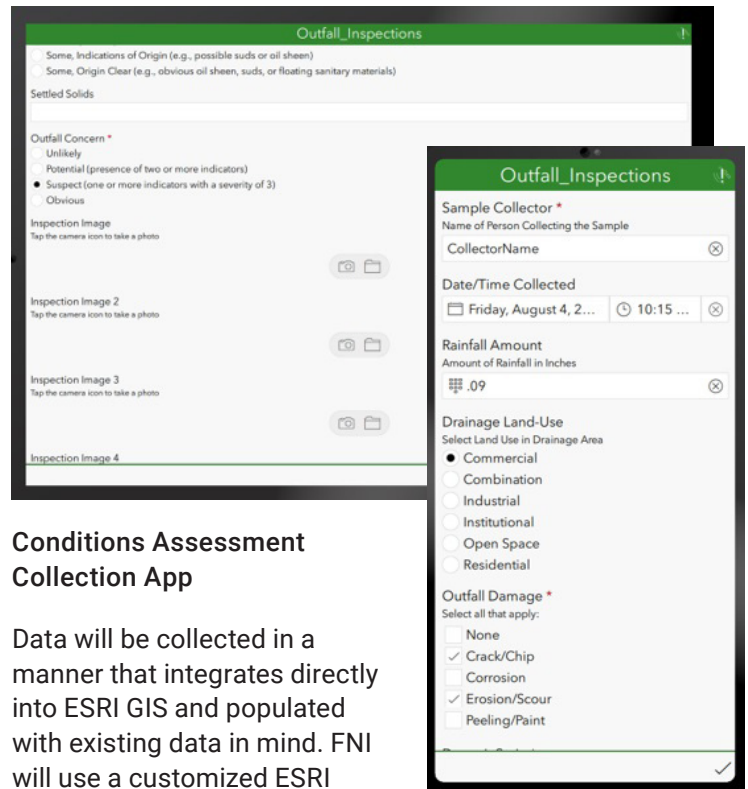 Outfall_Inspections
Some, Indications of Origin (e.g., possible suds or oil sheen)
Some, Origin Clear (e.g., obvious oil sheen, suds, or floating sanitary materials)
Settled Solids
Outfall Concern *
Unlikely
Potential (presence of two or more indicators)
Suspect (one or more indicators with a severity of 3)
Obvious
Inspection Image
Tap the camera icon to take a photo
Inspection Image 2
Tap the camera icon to take a photo
Inspection Image 3
Tap the camera icon to take a photo
Inspection Image 4
Outfall_Inspections
Sample Collector *
Name of Person Collecting the Sample
CollectorName
Date/Time Collected
Friday, August 4, 2... 10:15 ...
Rainfall Amount
Amount of Rainfall in Inches
.09
Drainage Land-Use
Select Land Use in Drainage Area
Commercial
Combination
Industrial
Institutional
Open Space
Residential
Outfall Damage *
Select all that apply:
None
Crack/Chip
Corrosion
Erosion/Scour
Peeling/Paint
Conditions Assessment
Collection App
Data will be collected in a
manner that integrates directly
into ESRI GIS and populated
with existing data in mind. FNI
will use a customized ESRI